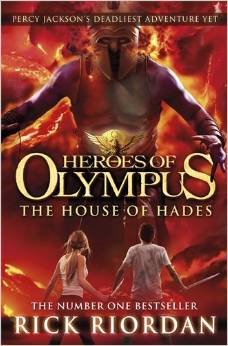 PERCY JACKSON'S DEADLIEST ADVENTURE YET
HEROES OF
OLYMPUS
THE HOUSE OF HADES
THE NUMBER ONE BESTSELLER
RICK RIORDAN